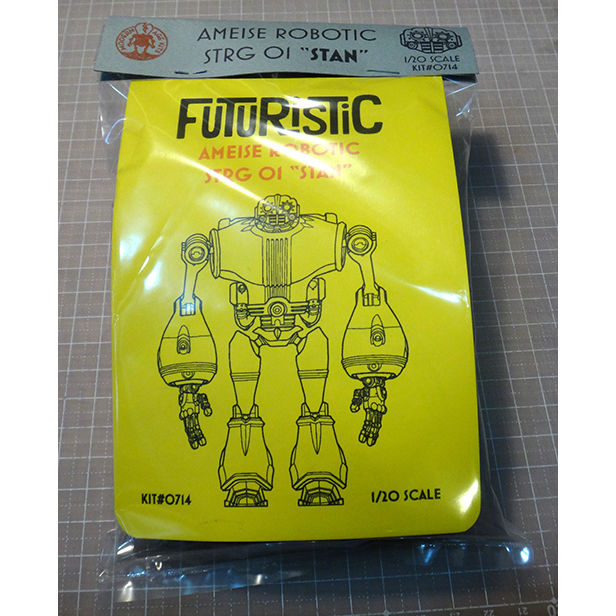 AMEISE ROBOTIC
STRG 01 "STAN"
1/20 SCALE
KIT#0714
FUTURISTIC
AMEISE ROBOTIC
STRG 01 "STAN"
KIT#0714
1/20 SCALE